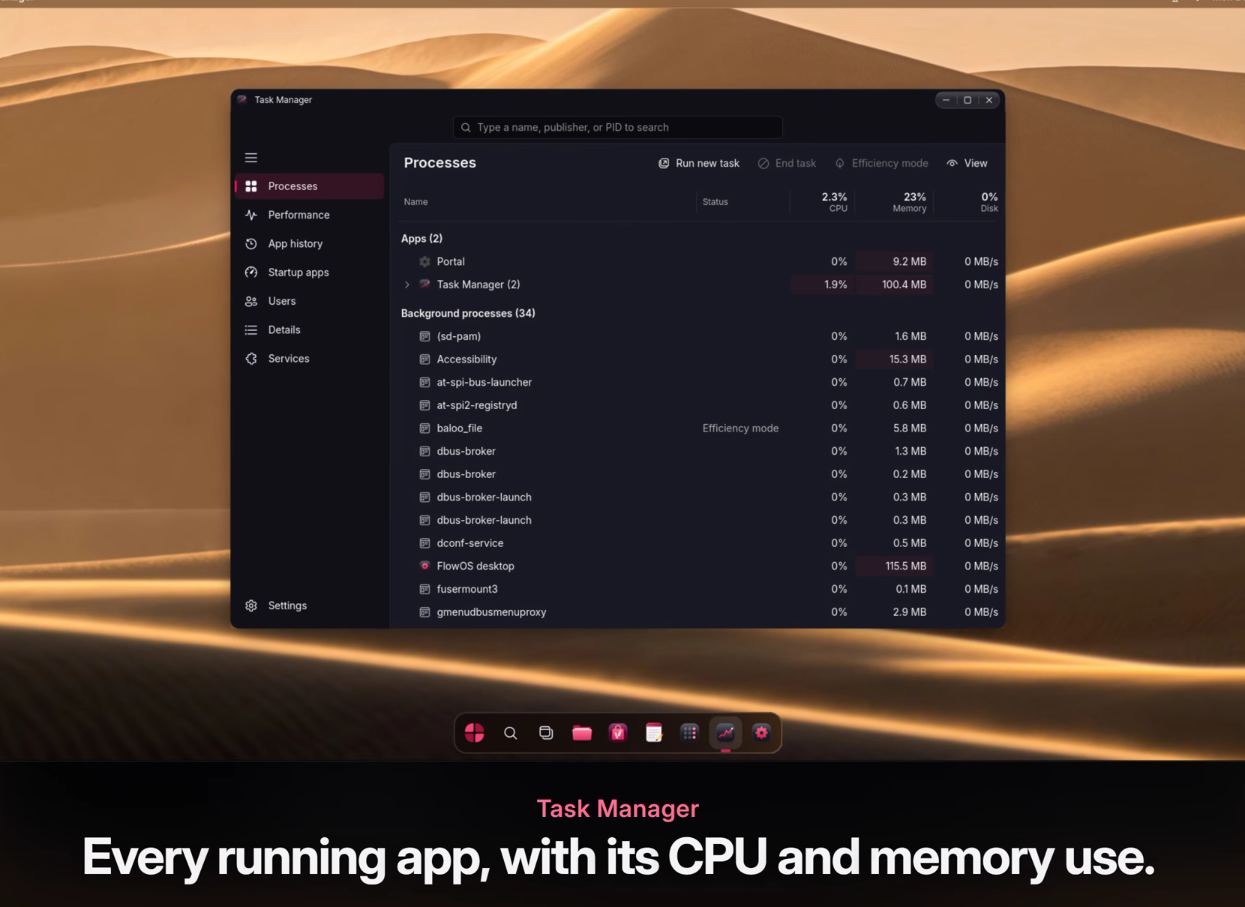 Task Manager
Type a name, publisher, or PID to search
Processes
Run new task
End task
Efficiency mode
View
Processes
Performance
App history
Startup apps
Users
Details
Services
Settings
Name Status 2.3% CPU 23% Memory 0% Disk
Apps (2)
Portal 0% 9.2 MB 0 MB/s
Task Manager (2) 1.9% 100.4 MB 0 MB/s
Background processes (34)
(sd-pam) 0% 1.6 MB 0 MB/s
Accessibility 0% 15.3 MB 0 MB/s
at-spi-bus-launcher 0% 0.7 MB 0 MB/s
at-spi2-registryd 0% 0.6 MB 0 MB/s
baloo_file Efficiency mode 0% 5.8 MB 0 MB/s
dbus-broker 0% 1.3 MB 0 MB/s
dbus-broker 0% 0.2 MB 0 MB/s
dbus-broker-launch 0% 0.3 MB 0 MB/s
dbus-broker-launch 0% 0.3 MB 0 MB/s
dconf-service 0% 0.5 MB 0 MB/s
FlowOS desktop 0% 115.5 MB 0 MB/s
fusermount3 0% 0.1 MB 0 MB/s
gmenudbusmenuproxy 0% 2.9 MB 0 MB/s
Task Manager
Every running app, with its CPU and memory use.